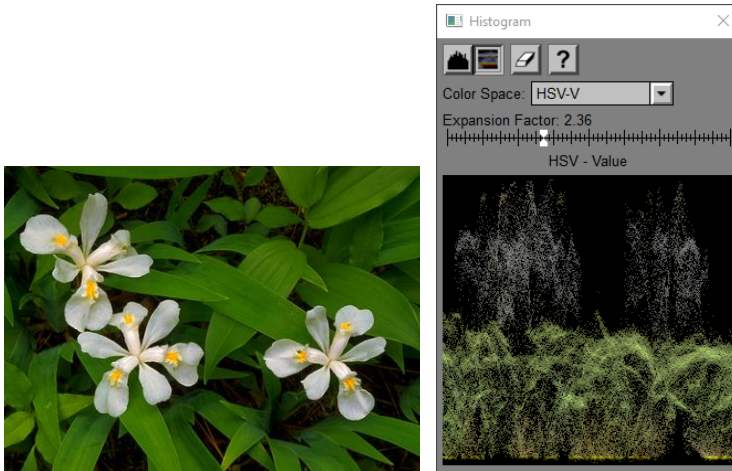 Histogram
?
Color Space: HSV-V
Expansion Factor: 2.36
HSV - Value